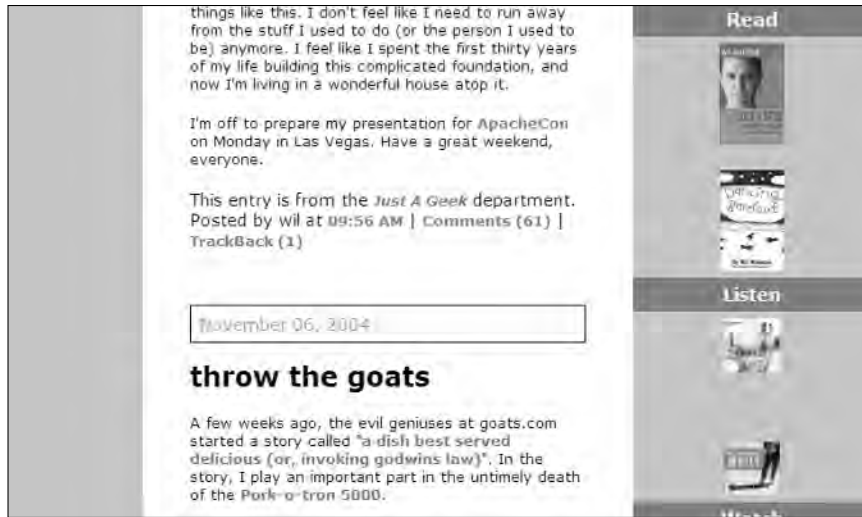 things like this. I don't feel like I need to run away
from the stuff I used to do (or the person I used to
be) anymore. I feel like I spent the first thirty years
of my life building this complicated foundation, and
now I'm living in a wonderful house atop it.
I'm off to prepare my presentation for ApacheCon
on Monday in Las Vegas. Have a great weekend,
everyone.
This entry is from the Just A Geek department.
Posted by wil at 09:56 AM | Comments (61) |
TrackBack (1)
November 06, 2004
throw the goats
A few weeks ago, the evil geniuses at goats.com
started a story called "a dish best served
delicious (or, invoking godwins law)". In the
story, I play an important part in the untimely death
of the Pork-o-tron 5000.
Read
Dancing
Barefoot
Listen
Watch